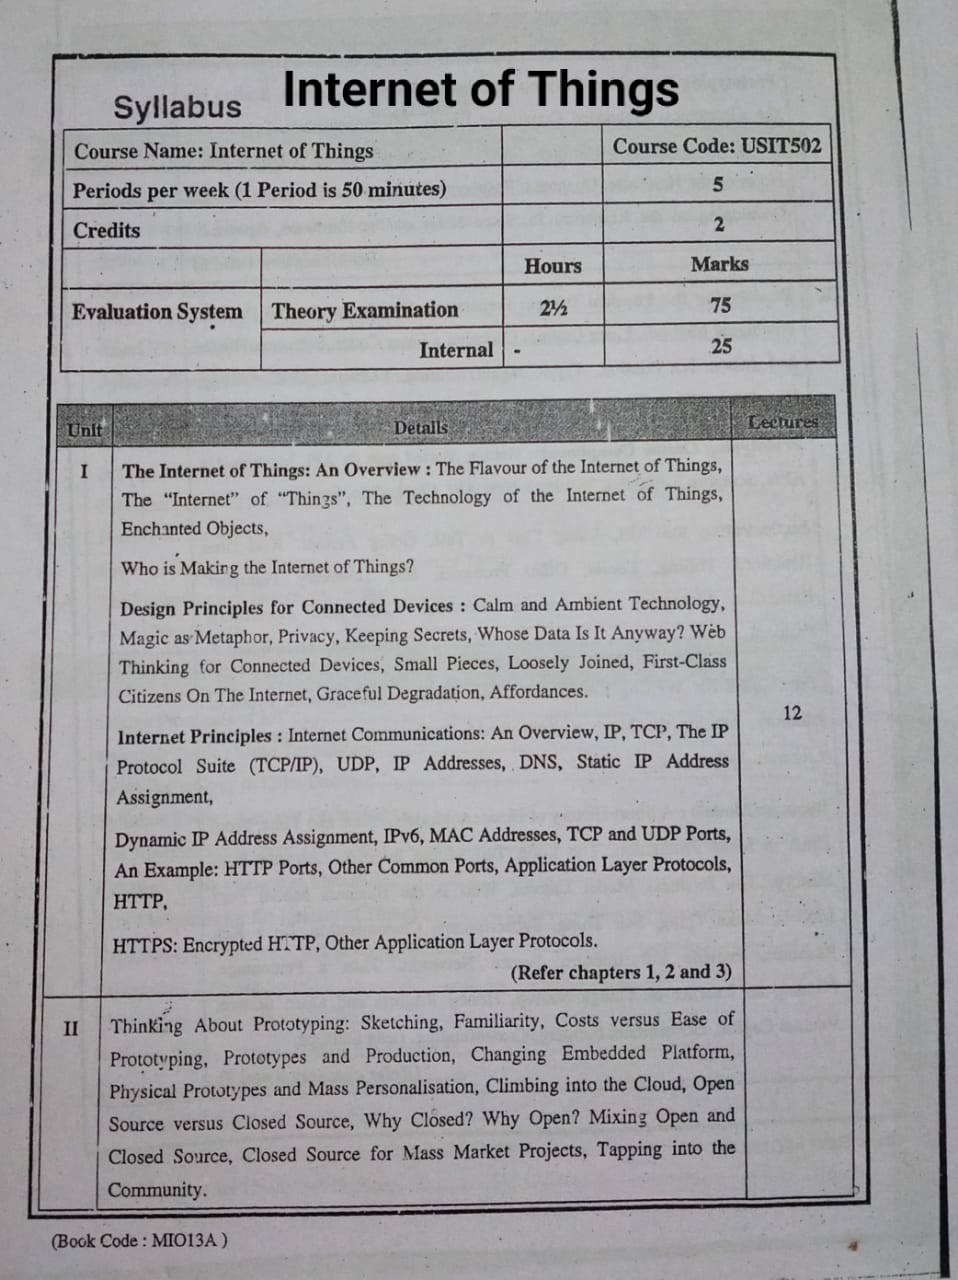 Syllabus Internet of Things
Course Name: Internet of Things Course Code: USIT502
Periods per week (1 Period is 50 minutes) 5
Credits 2
Hours Marks
Evaluation System Theory Examination 2½ 75
Internal - 25
Unit Details Lectures
I The Internet of Things: An Overview : The Flavour of the Internet of Things,
The “Internet” of “Things”, The Technology of the Internet of Things,
Enchanted Objects,
Who is Making the Internet of Things?
Design Principles for Connected Devices : Calm and Ambient Technology,
Magic as Metaphor, Privacy, Keeping Secrets, Whose Data Is It Anyway? Web
Thinking for Connected Devices, Small Pieces, Loosely Joined, First-Class
Citizens On The Internet, Graceful Degradation, Affordances.
12
Internet Principles : Internet Communications: An Overview, IP, TCP, The IP
Protocol Suite (TCP/IP), UDP, IP Addresses, DNS, Static IP Address
Assignment,
Dynamic IP Address Assignment, IPv6, MAC Addresses, TCP and UDP Ports,
An Example: HTTP Ports, Other Common Ports, Application Layer Protocols,
HTTP,
HTTPS: Encrypted HTTP, Other Application Layer Protocols.
(Refer chapters 1, 2 and 3)
II Thinking About Prototyping: Sketching, Familiarity, Costs versus Ease of
Prototyping, Prototypes and Production, Changing Embedded Platform,
Physical Prototypes and Mass Personalisation, Climbing into the Cloud, Open
Source versus Closed Source, Why Closed? Why Open? Mixing Open and
Closed Source, Closed Source for Mass Market Projects, Tapping into the
Community.
(Book Code : MIO13A )